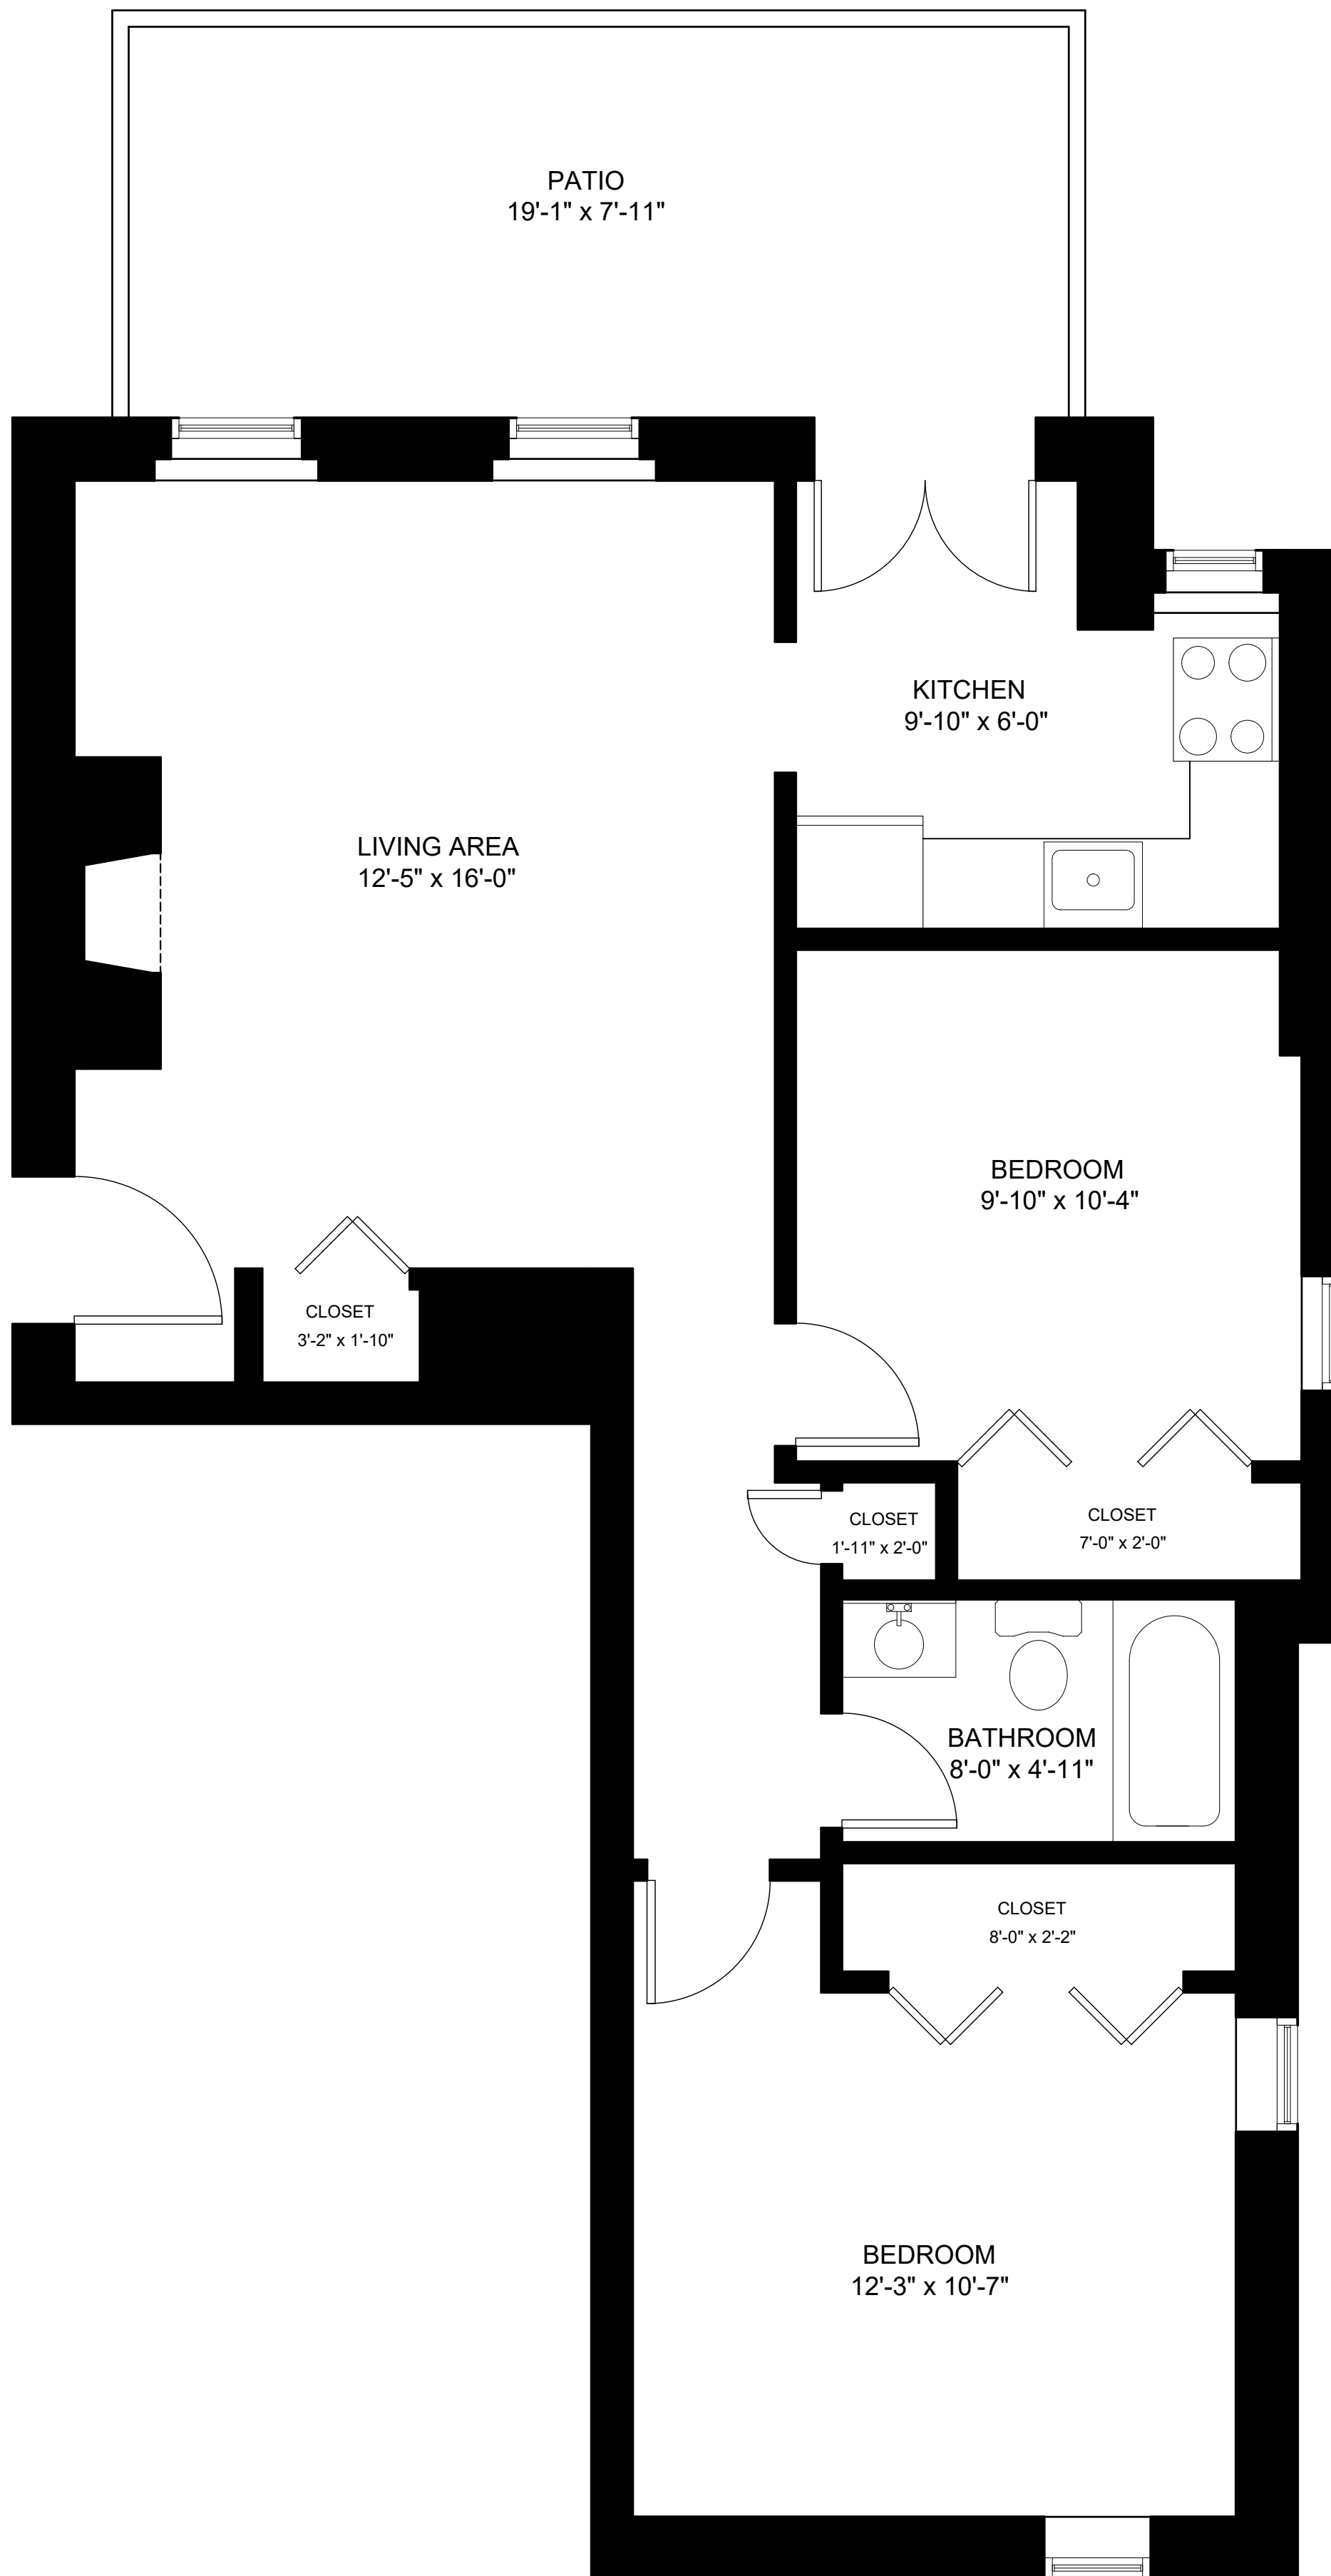 PATIO
19'-1" x 7'-11"
KITCHEN
9'-10" x 6'-0"
LIVING AREA
12'-5" x 16'-0"
BEDROOM
9'-10" x 10'-4"
CLOSET
3'-2" x 1'-10"
CLOSET
1'-11" x 2'-0"
CLOSET
7'-0" x 2'-0"
BATHROOM
8'-0" x 4'-11"
CLOSET
8'-0" x 2'-2"
BEDROOM
12'-3" x 10'-7"